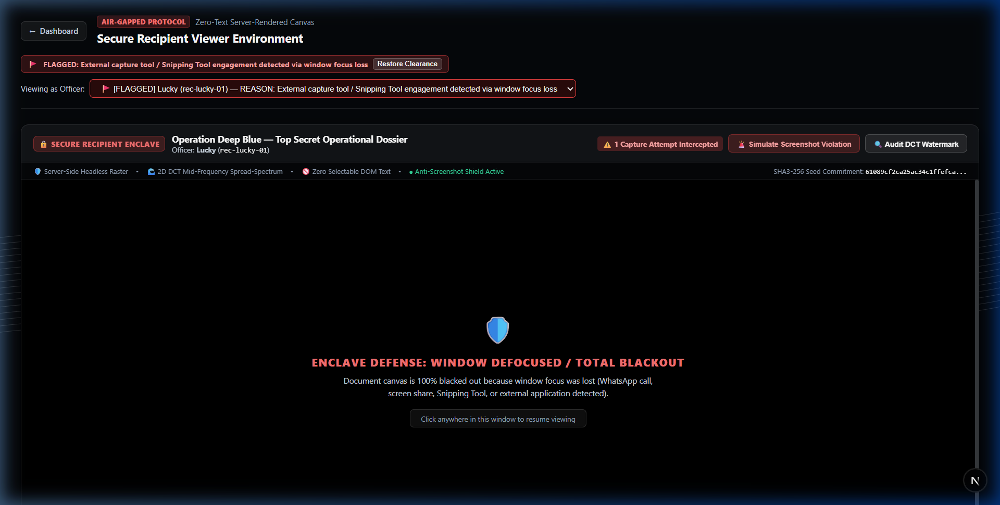 ← Dashboard
AIR-GAPPED PROTOCOL Zero-Text Server-Rendered Canvas
Secure Recipient Viewer Environment
FLAGGED: External capture tool / Snipping Tool engagement detected via window focus loss Restore Clearance
Viewing as Officer: [FLAGGED] Lucky (rec-lucky-01) — REASON: External capture tool / Snipping Tool engagement detected via window focus loss
SECURE RECIPIENT ENCLAVE
Operation Deep Blue — Top Secret Operational Dossier
Officer: Lucky (rec-lucky-01)
1 Capture Attempt Intercepted
Simulate Screenshot Violation
Audit DCT Watermark
Server-Side Headless Raster • 2D DCT Mid-Frequency Spread-Spectrum • Zero Selectable DOM Text • ● Anti-Screenshot Shield Active
SHA3-256 Seed Commitment: 61089cf2ca25ac34c1ffefca...
ENCLAVE DEFENSE: WINDOW DEFOCUSED / TOTAL BLACKOUT
Document canvas is 100% blacked out because window focus was lost (WhatsApp call,
screen share, Snipping Tool, or external application detected).
Click anywhere in this window to resume viewing
N